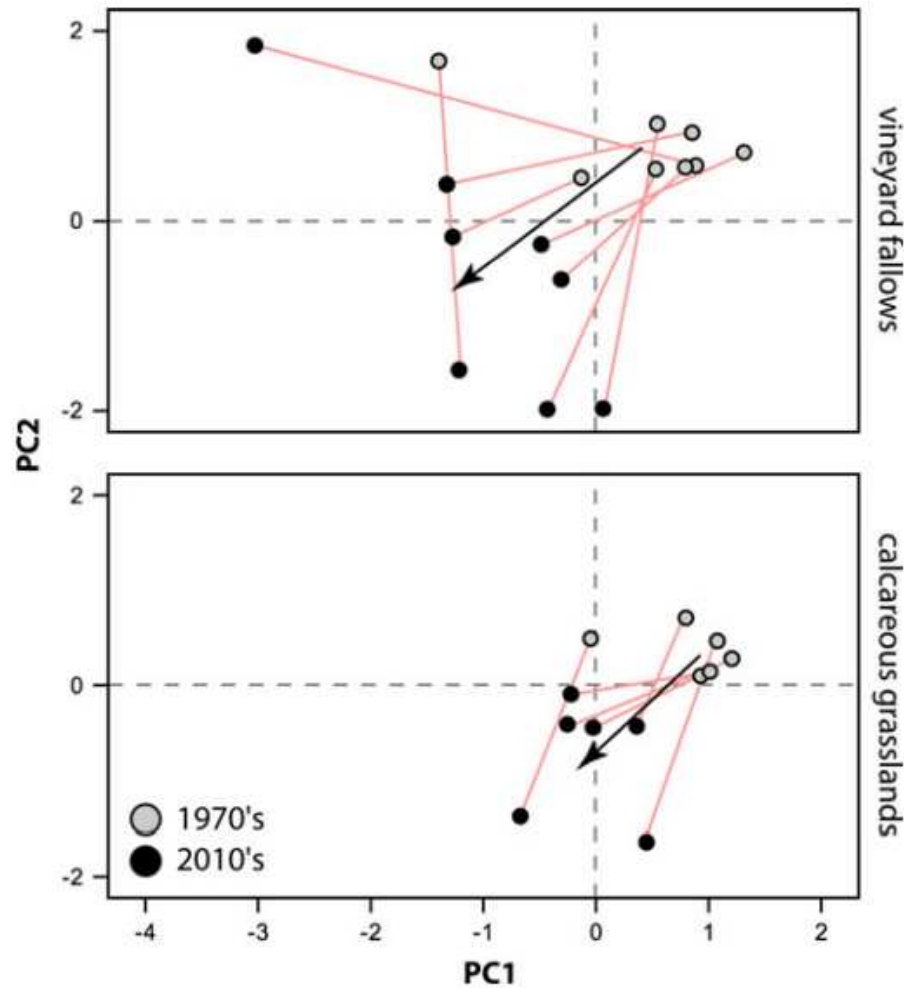 2
0
-2
vineyard fallows
PC2
2
0
-2
calcareous grasslands
1970's
2010's
-4 -3 -2 -1 0 1 2
PC1